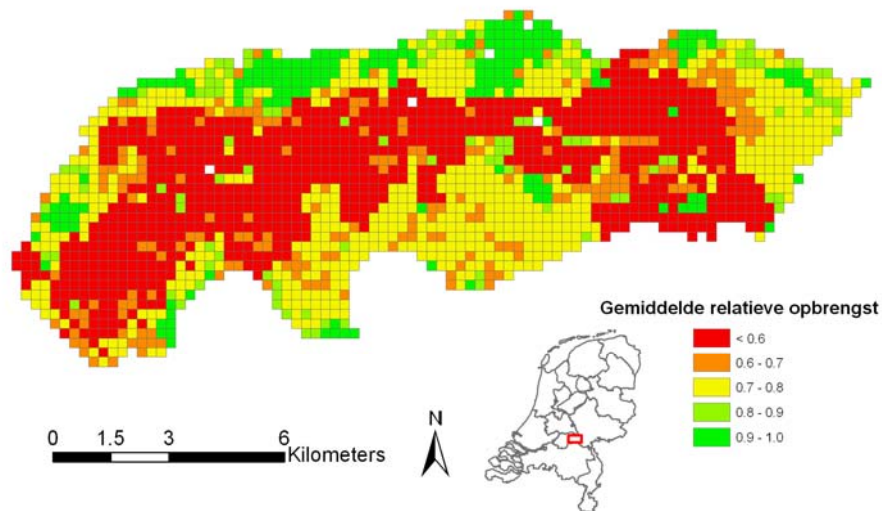 Gemiddelde relatieve opbrengst
< 0.6
0.6 - 0.7
0.7 - 0.8
0.8 - 0.9
0.9 - 1.0
N
0 1.5 3 6
Kilometers